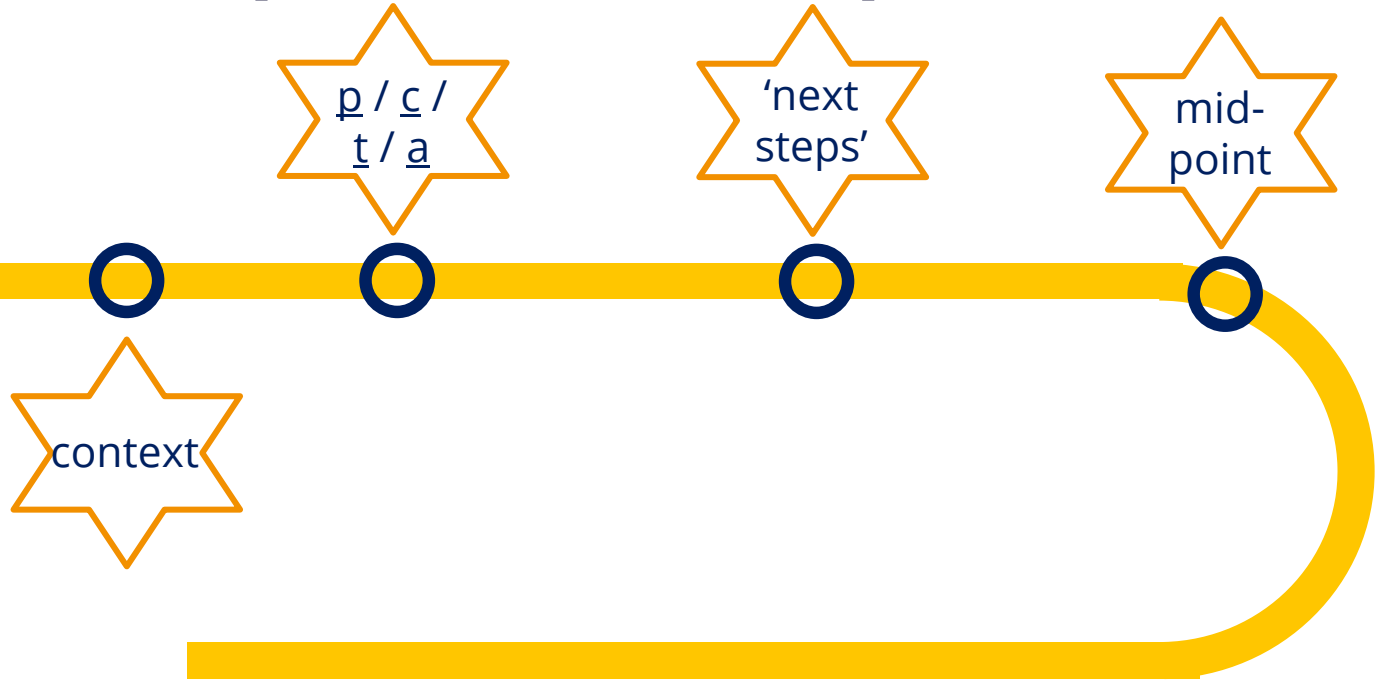 p / c /
t / a
‘next
steps’
mid-
point
context